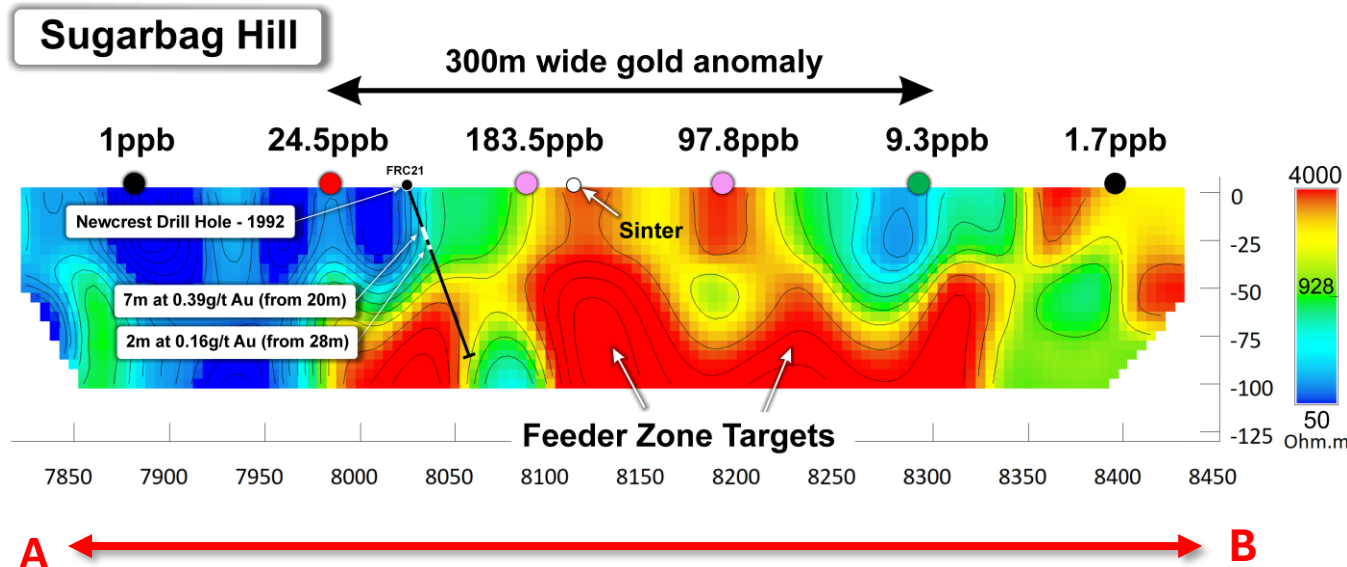 Sugarbag Hill
300m wide gold anomaly
1ppb 24.5ppb 183.5ppb 97.8ppb 9.3ppb 1.7ppb
FRC21
Newcrest Drill Hole - 1992
Sinter
7m at 0.39g/t Au (from 20m)
2m at 0.16g/t Au (from 28m)
Feeder Zone Targets
0
-25
-50
-75
-100
-125
4000
928
50
Ohm.m
7850 7900 7950 8000 8050 8100 8150 8200 8250 8300 8350 8400 8450
A B